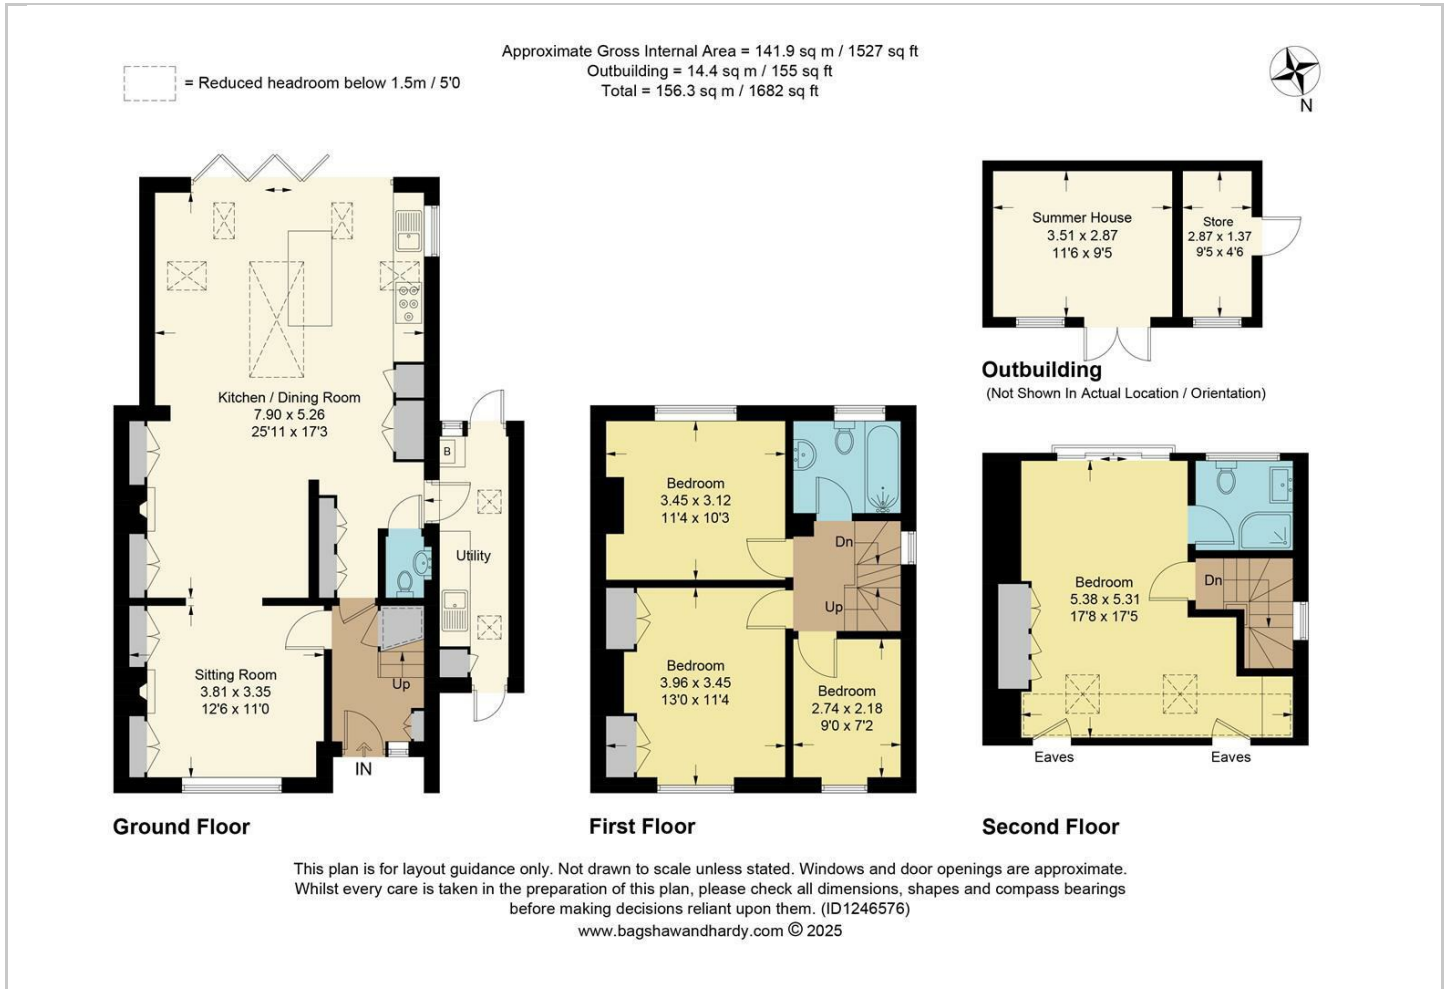 Approximate Gross Internal Area = 141.9 sq m / 1527 sq ft
Outbuilding = 14.4 sq m / 155 sq ft
Total = 156.3 sq m / 1682 sq ft
= Reduced headroom below 1.5m / 5'0
N
Kitchen / Dining Room
7.90 x 5.26
25'11 x 17'3
B
Utility
Sitting Room
3.81 x 3.35
12'6 x 11'0
Up
IN
Ground Floor
Bedroom
3.45 x 3.12
11'4 x 10'3
Dn
Up
Bedroom
3.96 x 3.45
13'0 x 11'4
Bedroom
2.74 x 2.18
9'0 x 7'2
First Floor
Summer House
3.51 x 2.87
11'6 x 9'5
Store
2.87 x 1.37
9'5 x 4'6
Outbuilding
(Not Shown In Actual Location / Orientation)
Bedroom
5.38 x 5.31
17'8 x 17'5
Dn
Eaves
Eaves
Second Floor
This plan is for layout guidance only. Not drawn to scale unless stated. Windows and door openings are approximate.
Whilst every care is taken in the preparation of this plan, please check all dimensions, shapes and compass bearings
before making decisions reliant upon them. (ID1246576)
www.bagshawandhardy.com © 2025